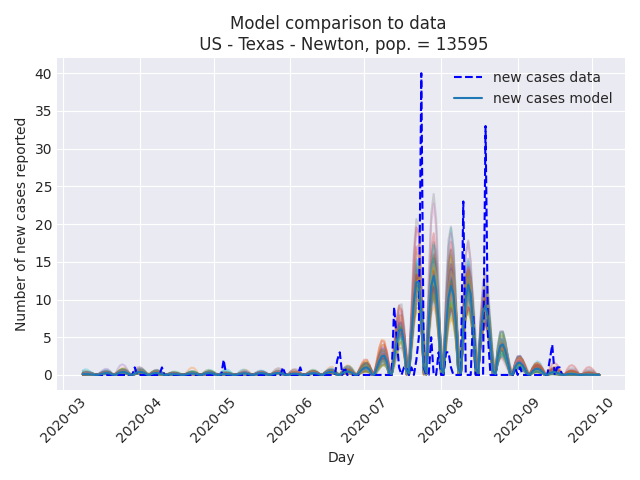 Model comparison to data
US - Texas - Newton, pop. = 13595
new cases data
new cases model
Number of new cases reported
40
35
30
25
20
15
10
5
0
2020-03
2020-04
2020-05
2020-06
2020-07
2020-08
2020-09
2020-10
Day